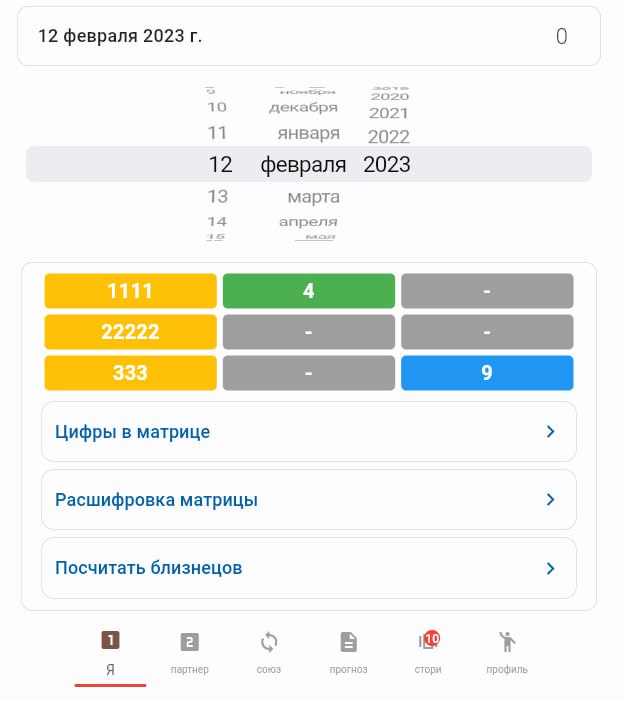 12 февраля 2023 г. 0
9 ноября
10 декабря 2020
11 января 2021
2022
12 февраля 2023
13 марта
14 апреля
15 мая
1111 4 -
22222 - -
333 - 9
Цифры в матрице
Расшифровка матрицы
Посчитать близнецов
1 2 10
Я партнер союз прогноз стори профиль